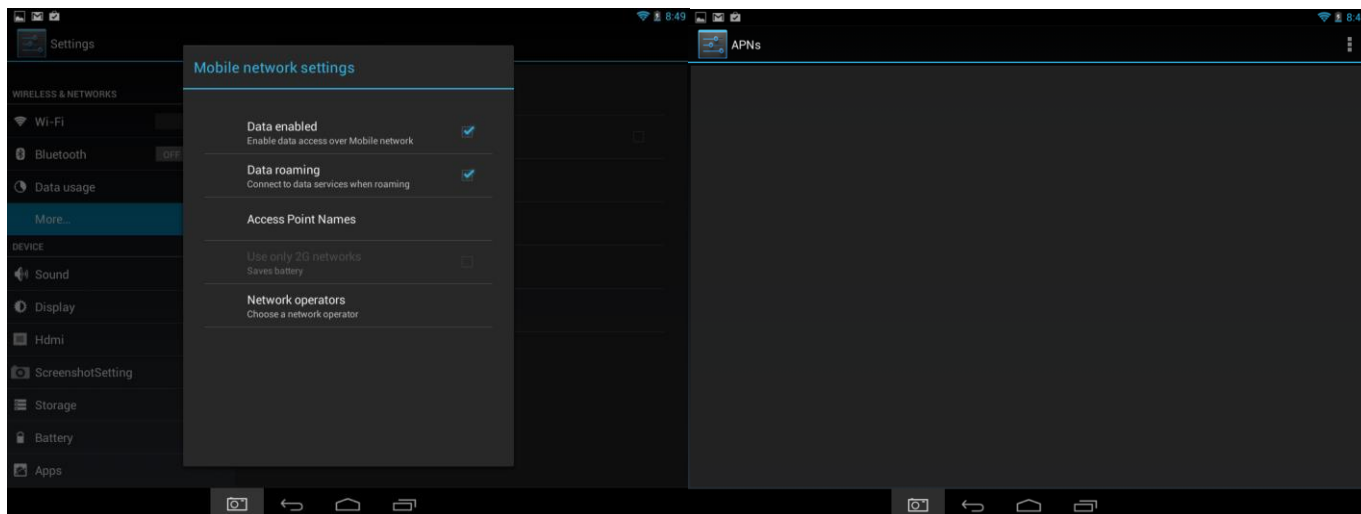 8:49
Settings
Mobile network settings
WIRELESS & NETWORKS
Wi-Fi
Bluetooth
OFF
Data usage
More...
DEVICE
Sound
Display
Hdmi
ScreenshotSetting
Storage
Battery
Apps
Data enabled
Enable data access over Mobile network
Data roaming
Connect to data services when roaming
Access Point Names
Use only 2G networks
Saves battery
Network operators
Choose a network operator
8:4
APNs